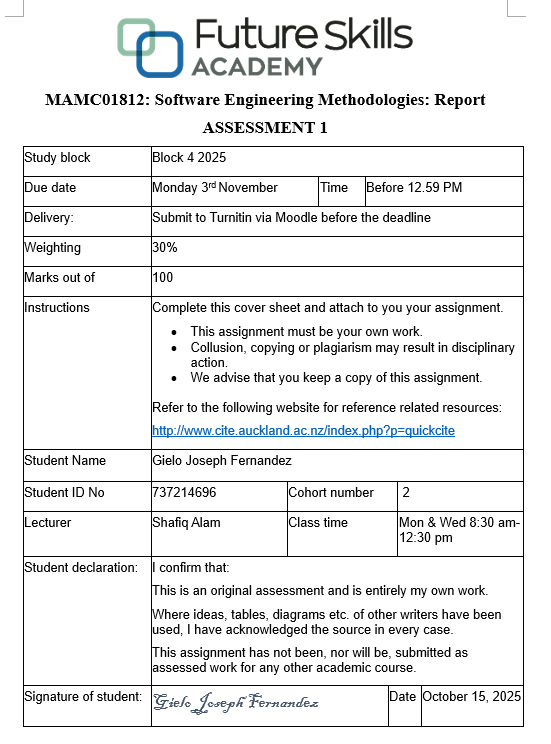 Future Skills
ACADEMY
MAMC01812: Software Engineering Methodologies: Report
ASSESSMENT 1
Study block Block 4 2025
Due date Monday 3rd November Time Before 12.59 PM
Delivery: Submit to Turnitin via Moodle before the deadline
Weighting 30%
Marks out of 100
Instructions Complete this cover sheet and attach to you your assignment.
• This assignment must be your own work.
• Collusion, copying or plagiarism may result in disciplinary
action.
• We advise that you keep a copy of this assignment.
Refer to the following website for reference related resources:
http://www.cite.auckland.ac.nz/index.php?p=quickcite
Student Name Gielo Joseph Fernandez
Student ID No 737214696 Cohort number 2
Lecturer Shafiq Alam Class time Mon & Wed 8:30 am-
12:30 pm
Student declaration: I confirm that:
This is an original assessment and is entirely my own work.
Where ideas, tables, diagrams etc. of other writers have been
used, I have acknowledged the source in every case.
This assignment has not been, nor will be, submitted as
assessed work for any other academic course.
Signature of student: Gielo Joseph Fernandez Date October 15, 2025